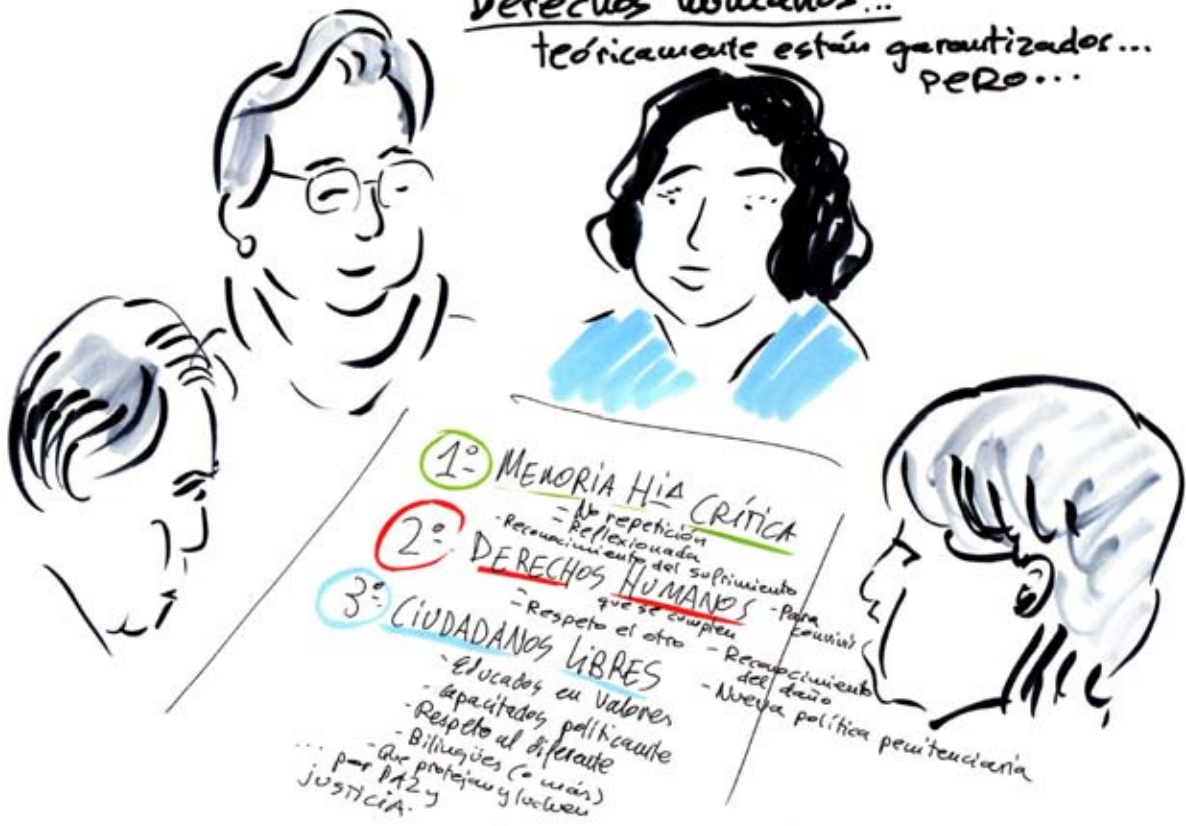 Derechos humanos...
teóricamente están garantizados...
PERO...
1º- MEMORIA Hiª CRÍTICA
- No repetición
- Reflexionada
- Reconocimiento del sufrimiento
2º- DERECHOS HUMANOS
que se cumplen
- Respeto el otro
- Para convivir
- Reconocimiento del daño
- Nueva política penitenciaria
3º- CIUDADANOS LIBRES
- Educados en valores
- Capacitados políticamente
- Respeto al diferente
- Bilingües (o más)
- Que protejan y luchen
... por PAZ y
JUSTICIA.